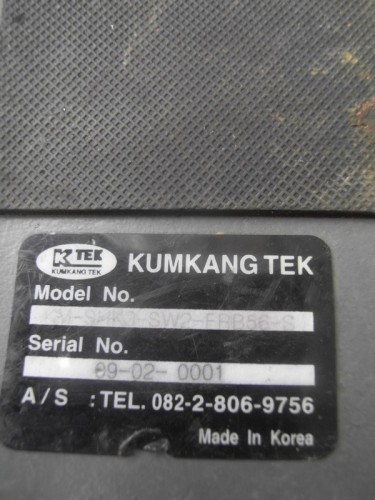 K TEK
KUMKANG TEK
KUMKANG TEK
Model No.
Serial No.
09-02-0001
A/S : TEL. 082-2-806-9756
Made In Korea